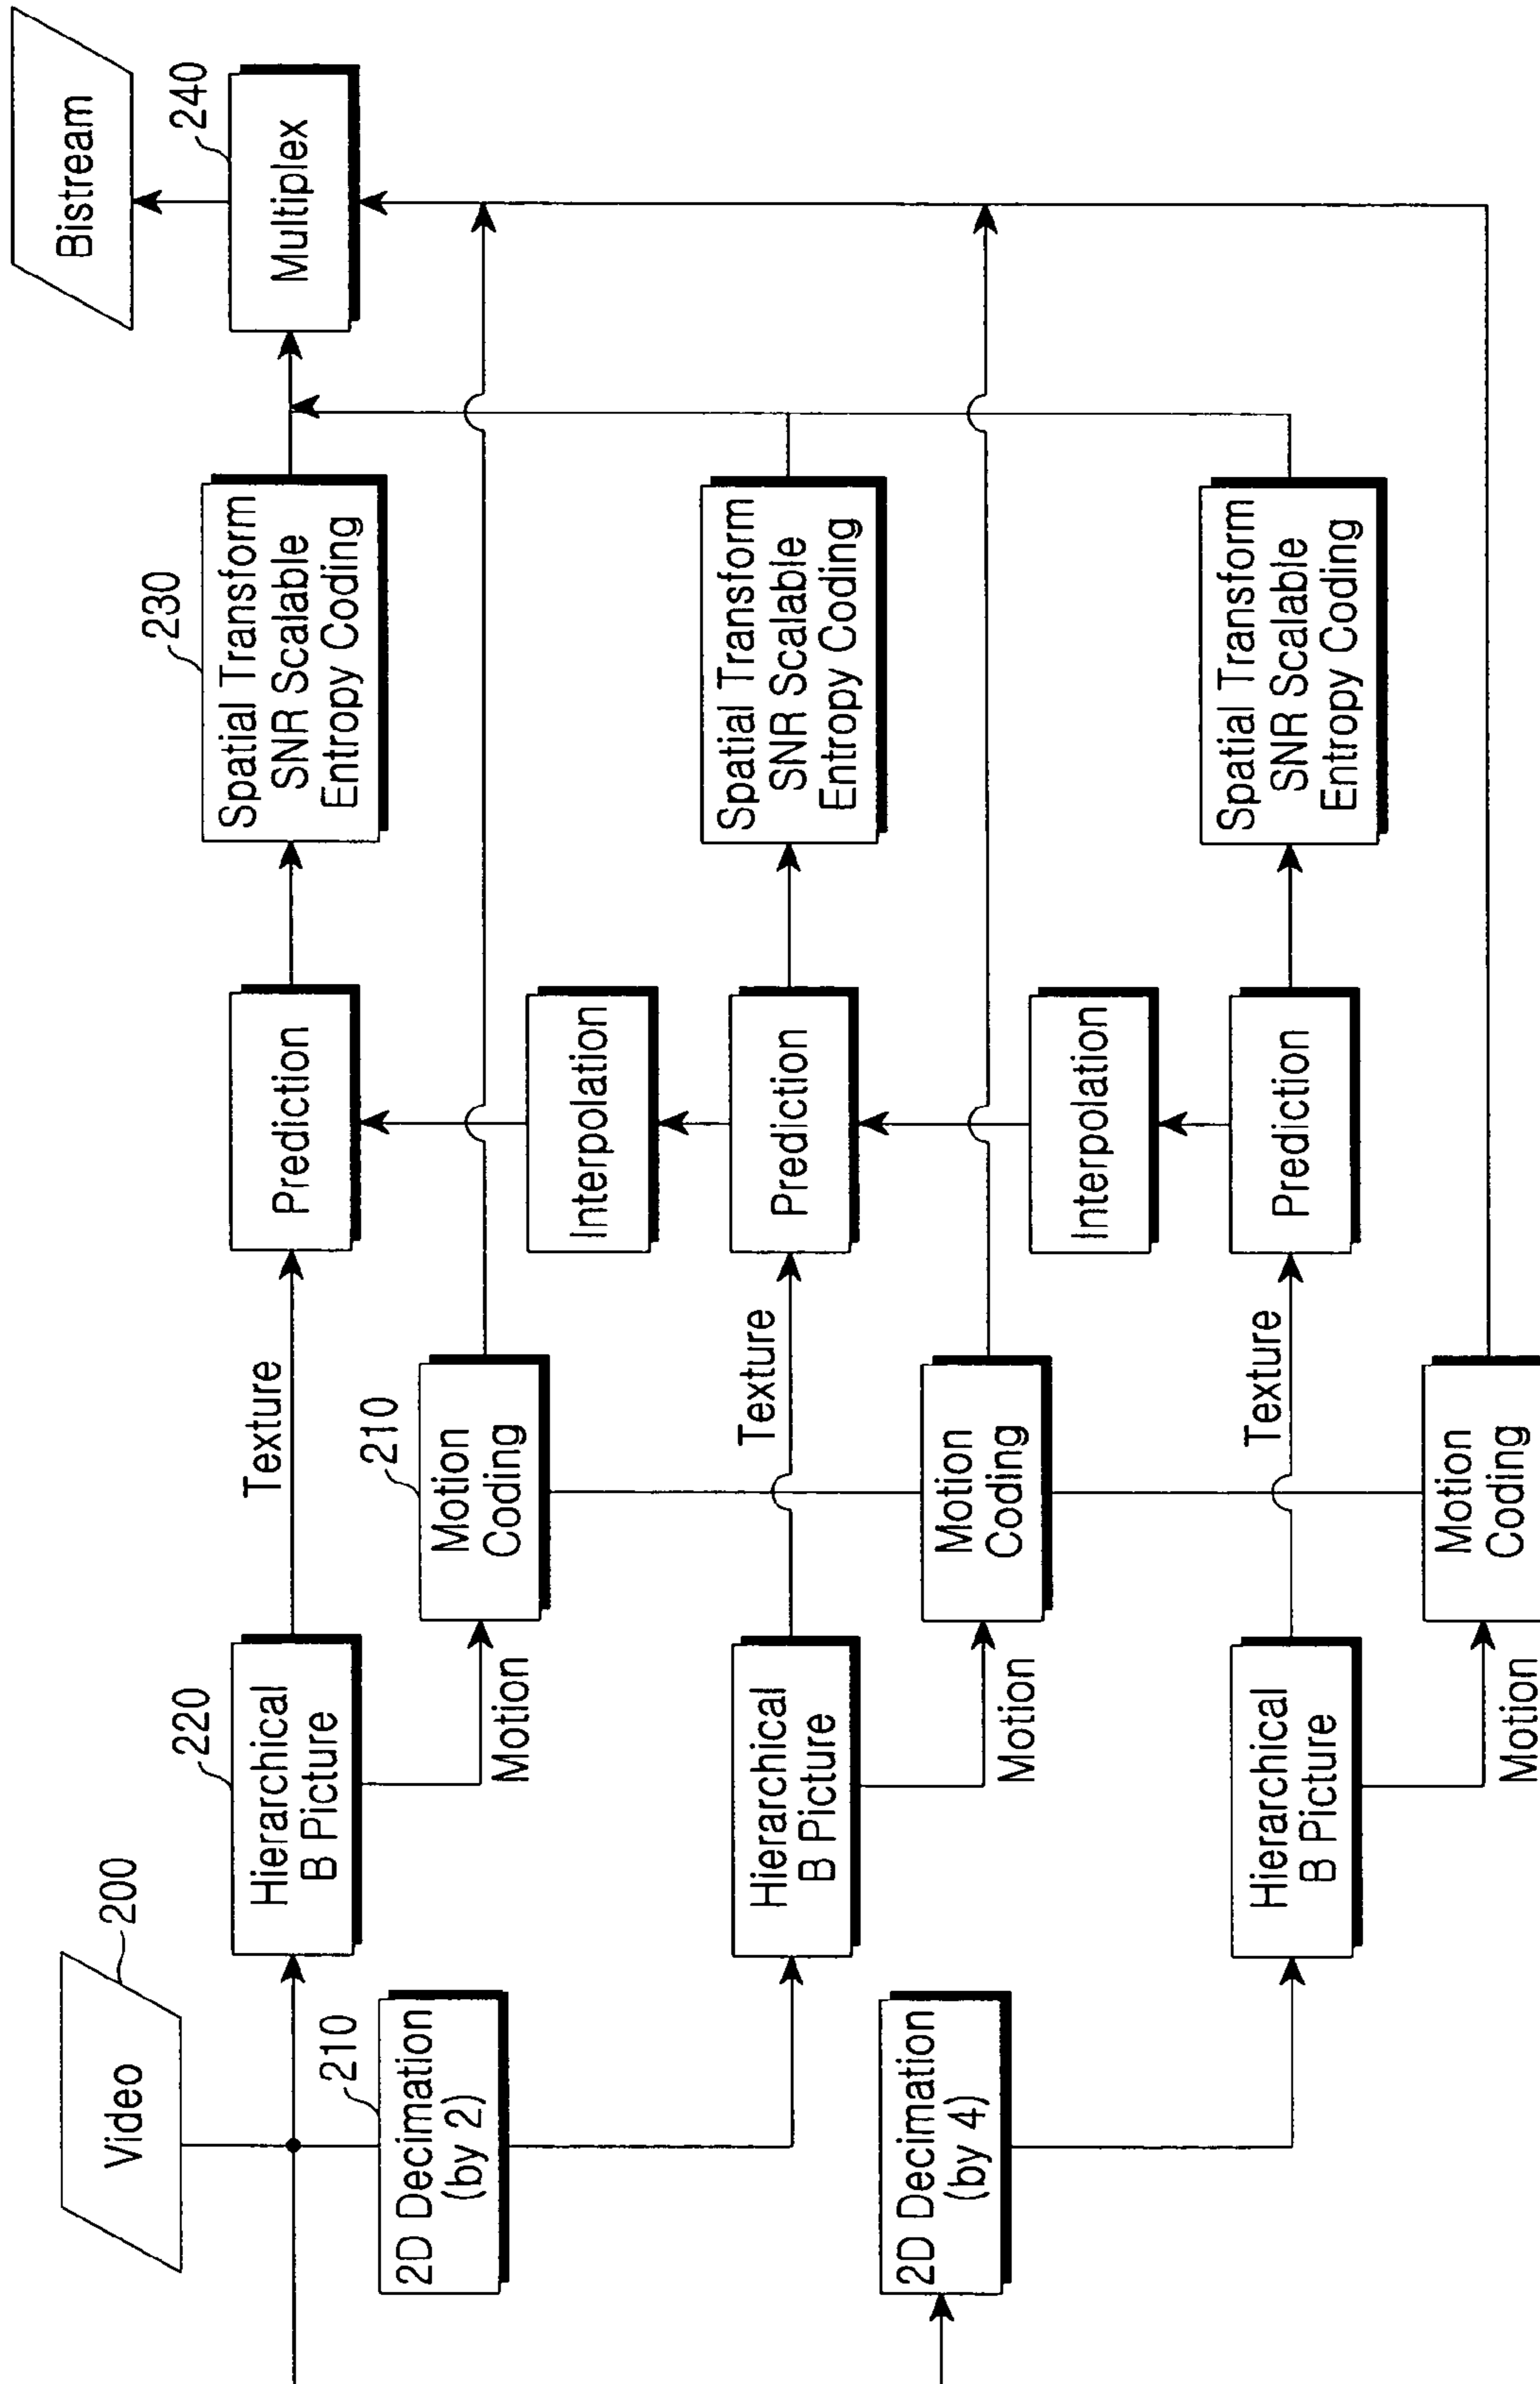 Video
200
Bistream
Hierarchical
B Picture
220
Texture
Prediction
Spatial Transform
SNR Scalable
Entropy Coding
230
Multiplex
240
2D Decimation
(by 2)
210
Motion
Motion
Coding
210
Interpolation
Hierarchical
B Picture
Texture
Prediction
Spatial Transform
SNR Scalable
Entropy Coding
2D Decimation
(by 4)
Motion
Motion
Coding
Interpolation
Hierarchical
B Picture
Texture
Prediction
Spatial Transform
SNR Scalable
Entropy Coding
Motion
Motion
Coding